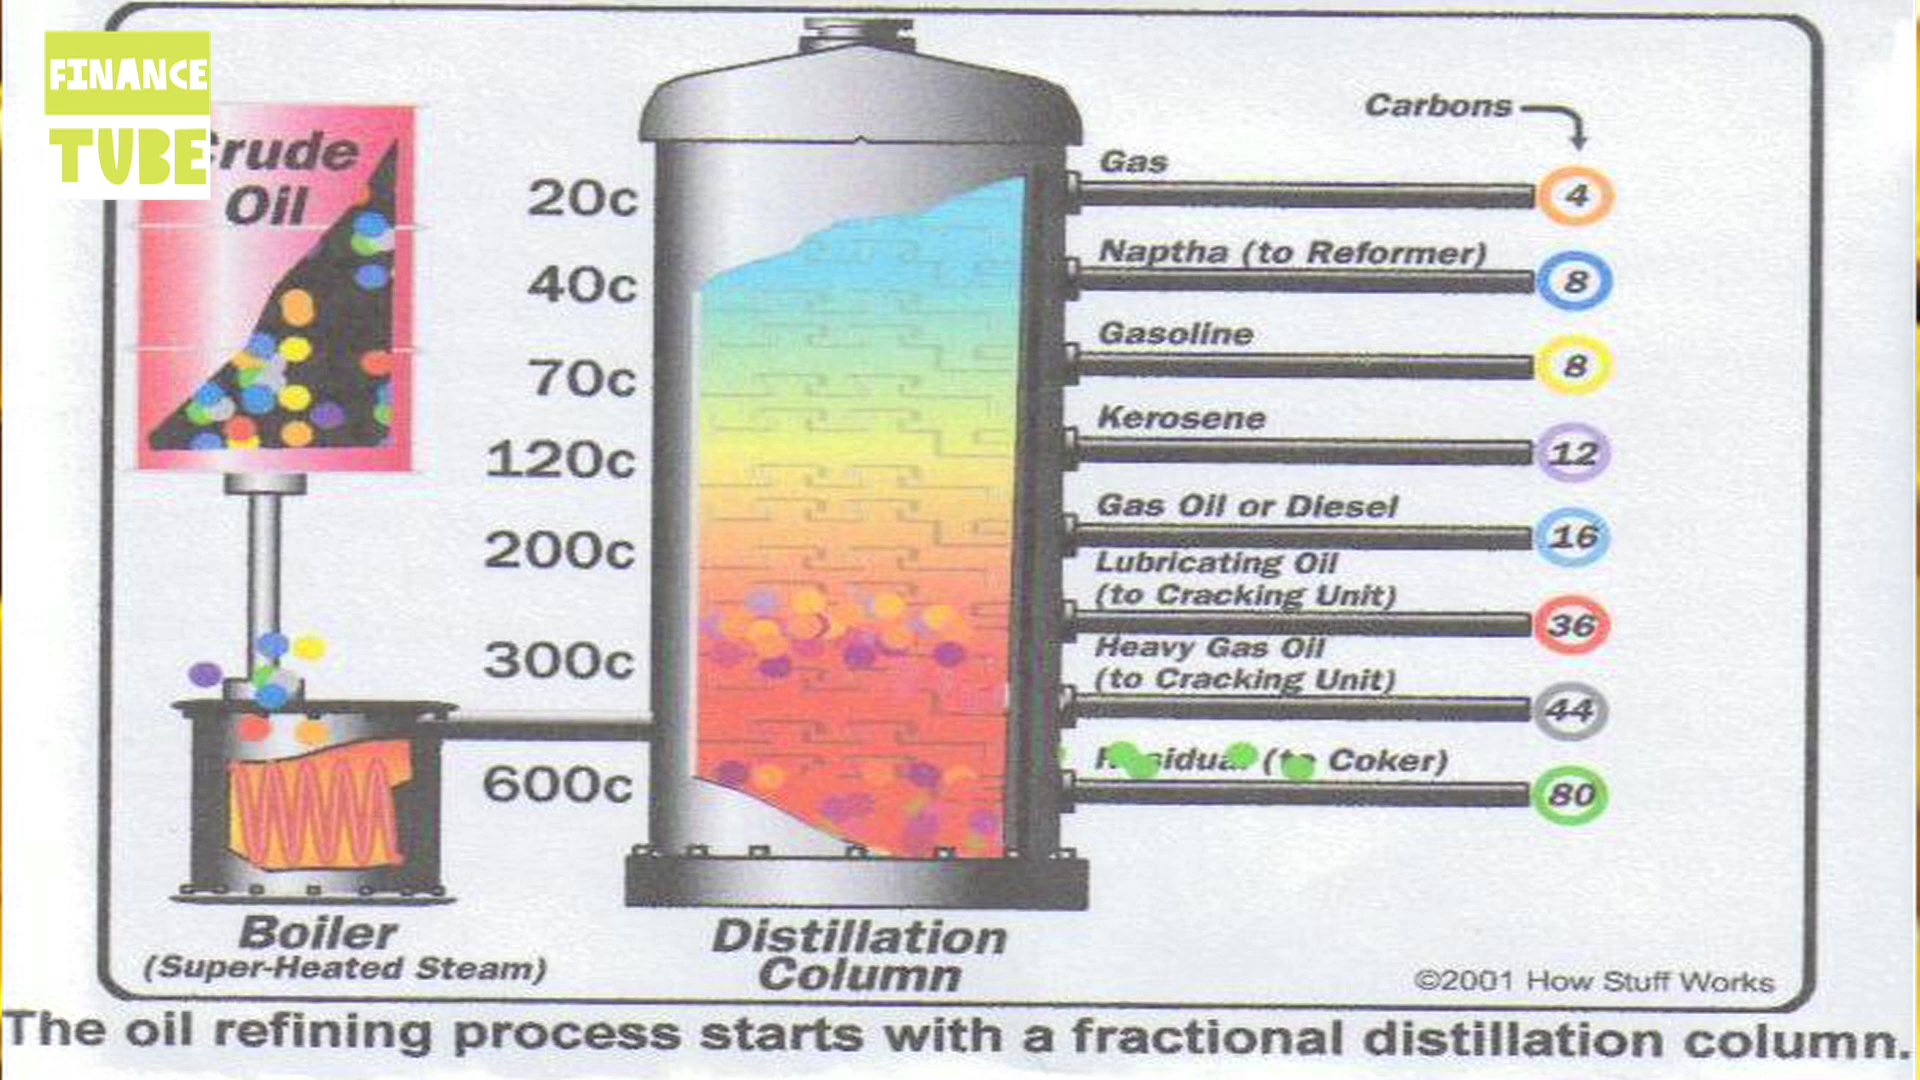 FINANCE
TUBE
rude
Oil
Carbons
20c
Gas
4
40c
Naptha (to Reformer)
8
70c
Gasoline
8
120c
Kerosene
12
200c
Gas Oil or Diesel
16
Lubricating Oil
(to Cracking Unit)
36
300c
Heavy Gas Oil
(to Cracking Unit)
44
600c
(to Coker)
80
Boiler
(Super-Heated Steam)
Distillation
Column
©2001 How Stuff Works
The oil refining process starts with a fractional distillation column.